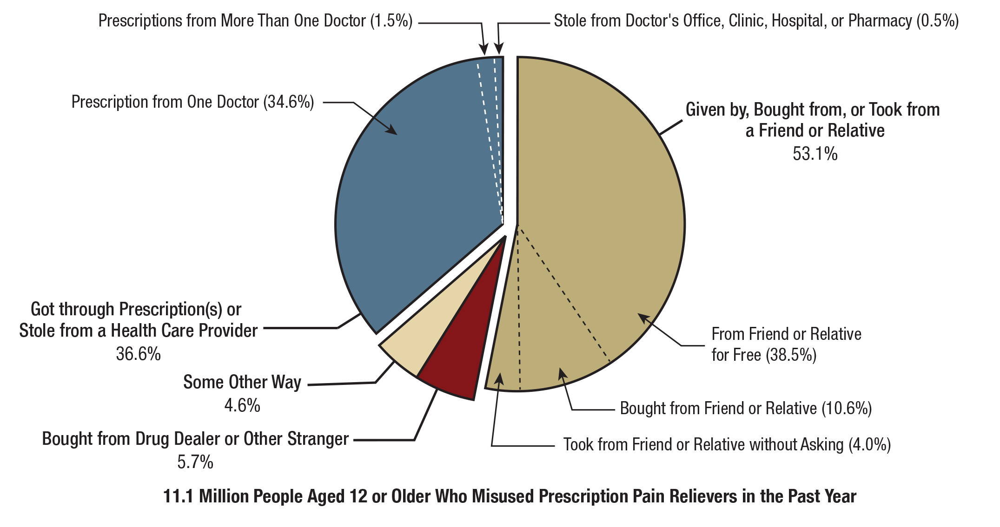 Prescriptions from More Than One Doctor (1.5%)
Stole from Doctor's Office, Clinic, Hospital, or Pharmacy (0.5%)
Prescription from One Doctor (34.6%)
Given by, Bought from, or Took from
a Friend or Relative
53.1%
Got through Prescription(s) or
Stole from a Health Care Provider
36.6%
From Friend or Relative
for Free (38.5%)
Some Other Way
4.6%
Bought from Friend or Relative (10.6%)
Bought from Drug Dealer or Other Stranger
5.7%
Took from Friend or Relative without Asking (4.0%)
11.1 Million People Aged 12 or Older Who Misused Prescription Pain Relievers in the Past Year